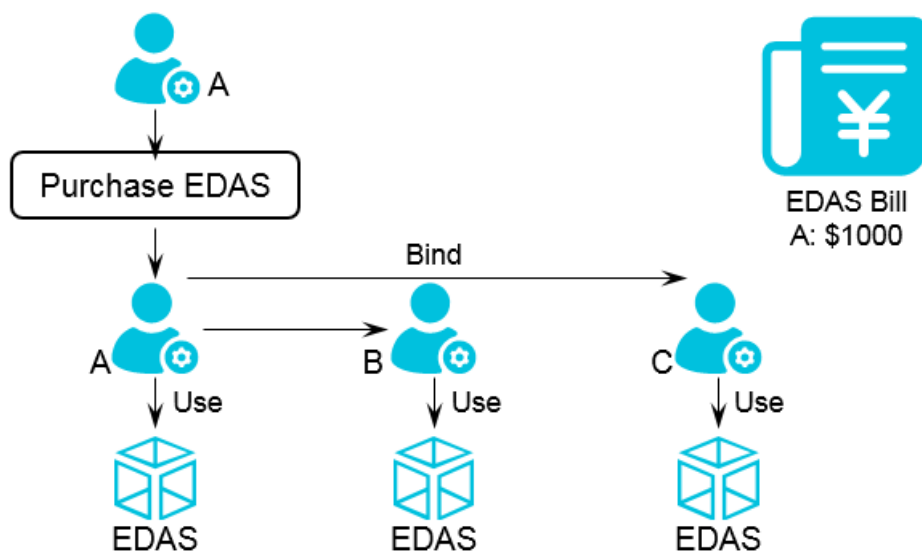 A
Purchase EDAS
¥
EDAS Bill
A: $1000
Bind
A
B
C
Use
Use
Use
EDAS
EDAS
EDAS